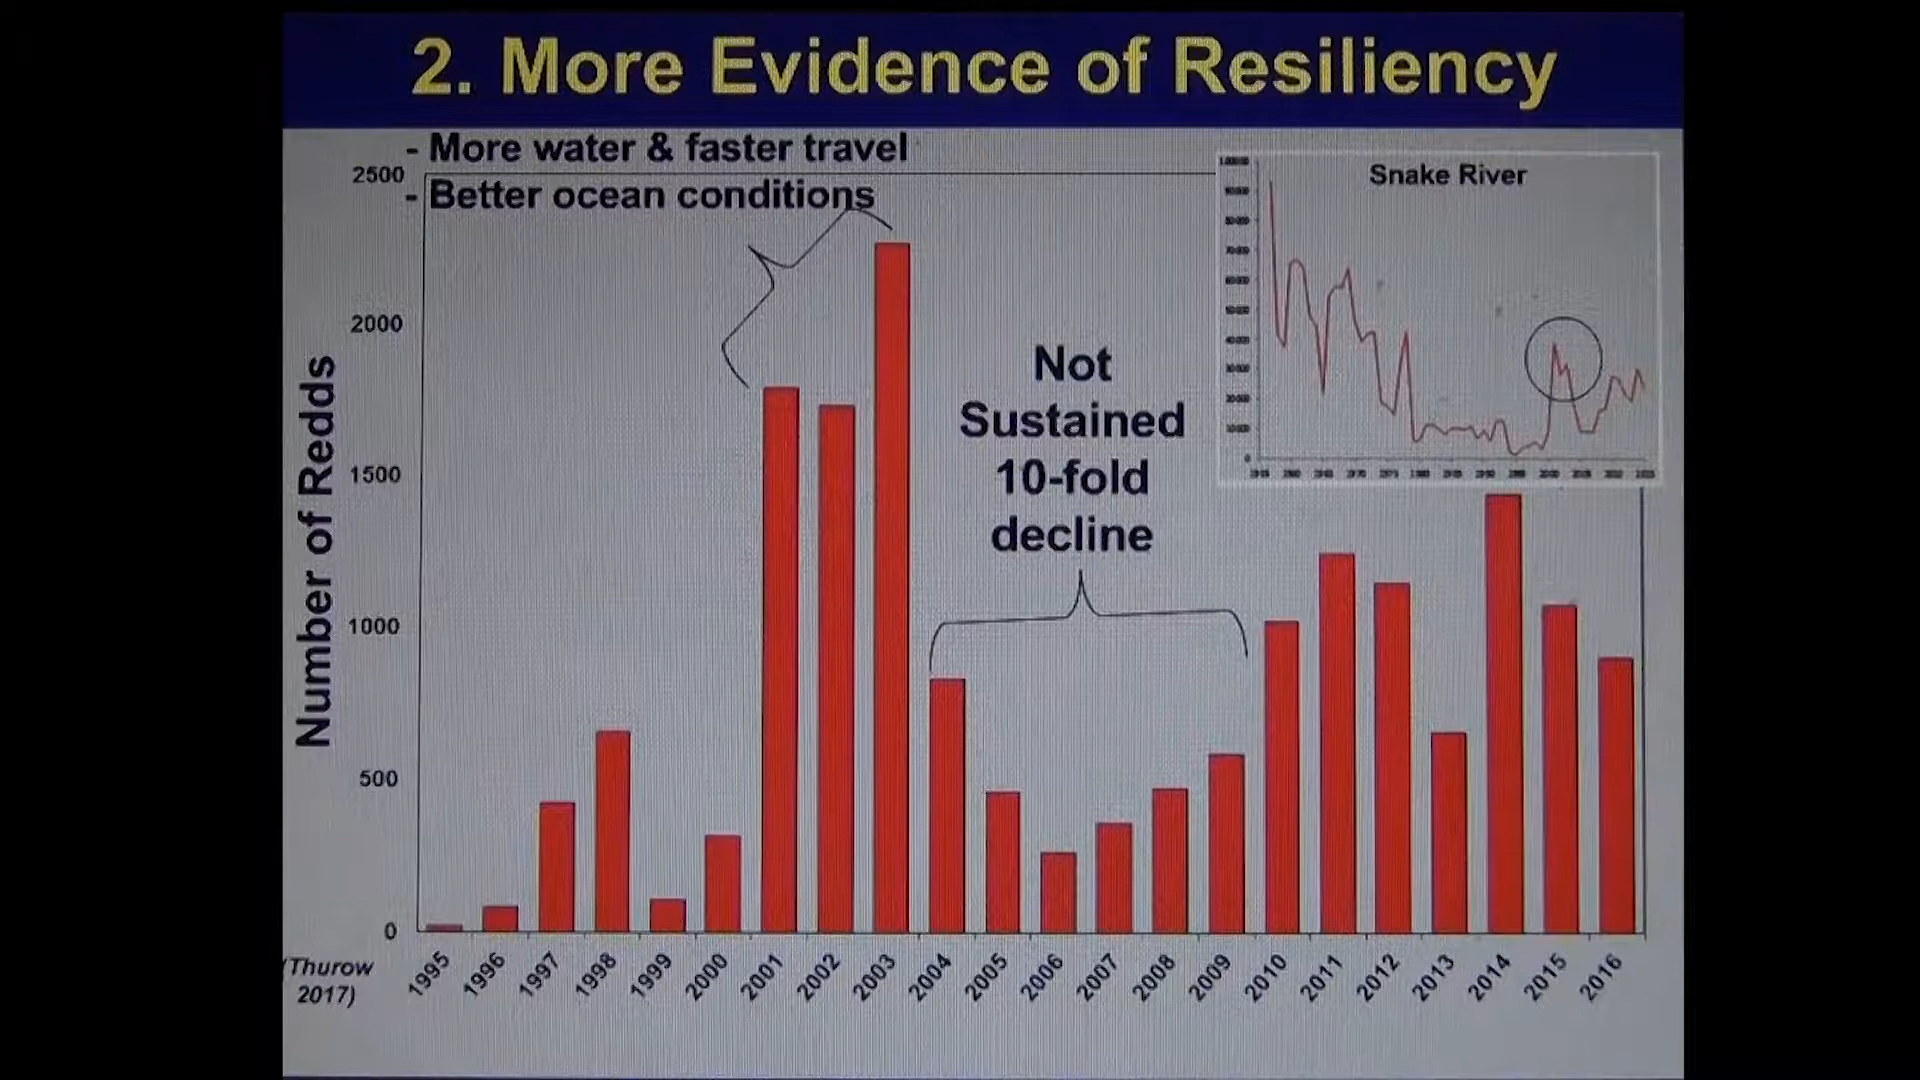 2. More Evidence of Resiliency
- More water & faster travel
- Better ocean conditions
Number of Redds
2500
2000
1500
1000
500
0
Not
Sustained
10-fold
decline
Snake River
1995
1996
1997
1998
1999
2000
2001
2002
2003
2004
2005
2006
2007
2008
2009
2010
2011
2012
2013
2014
2015
2016
(Thurow
2017)